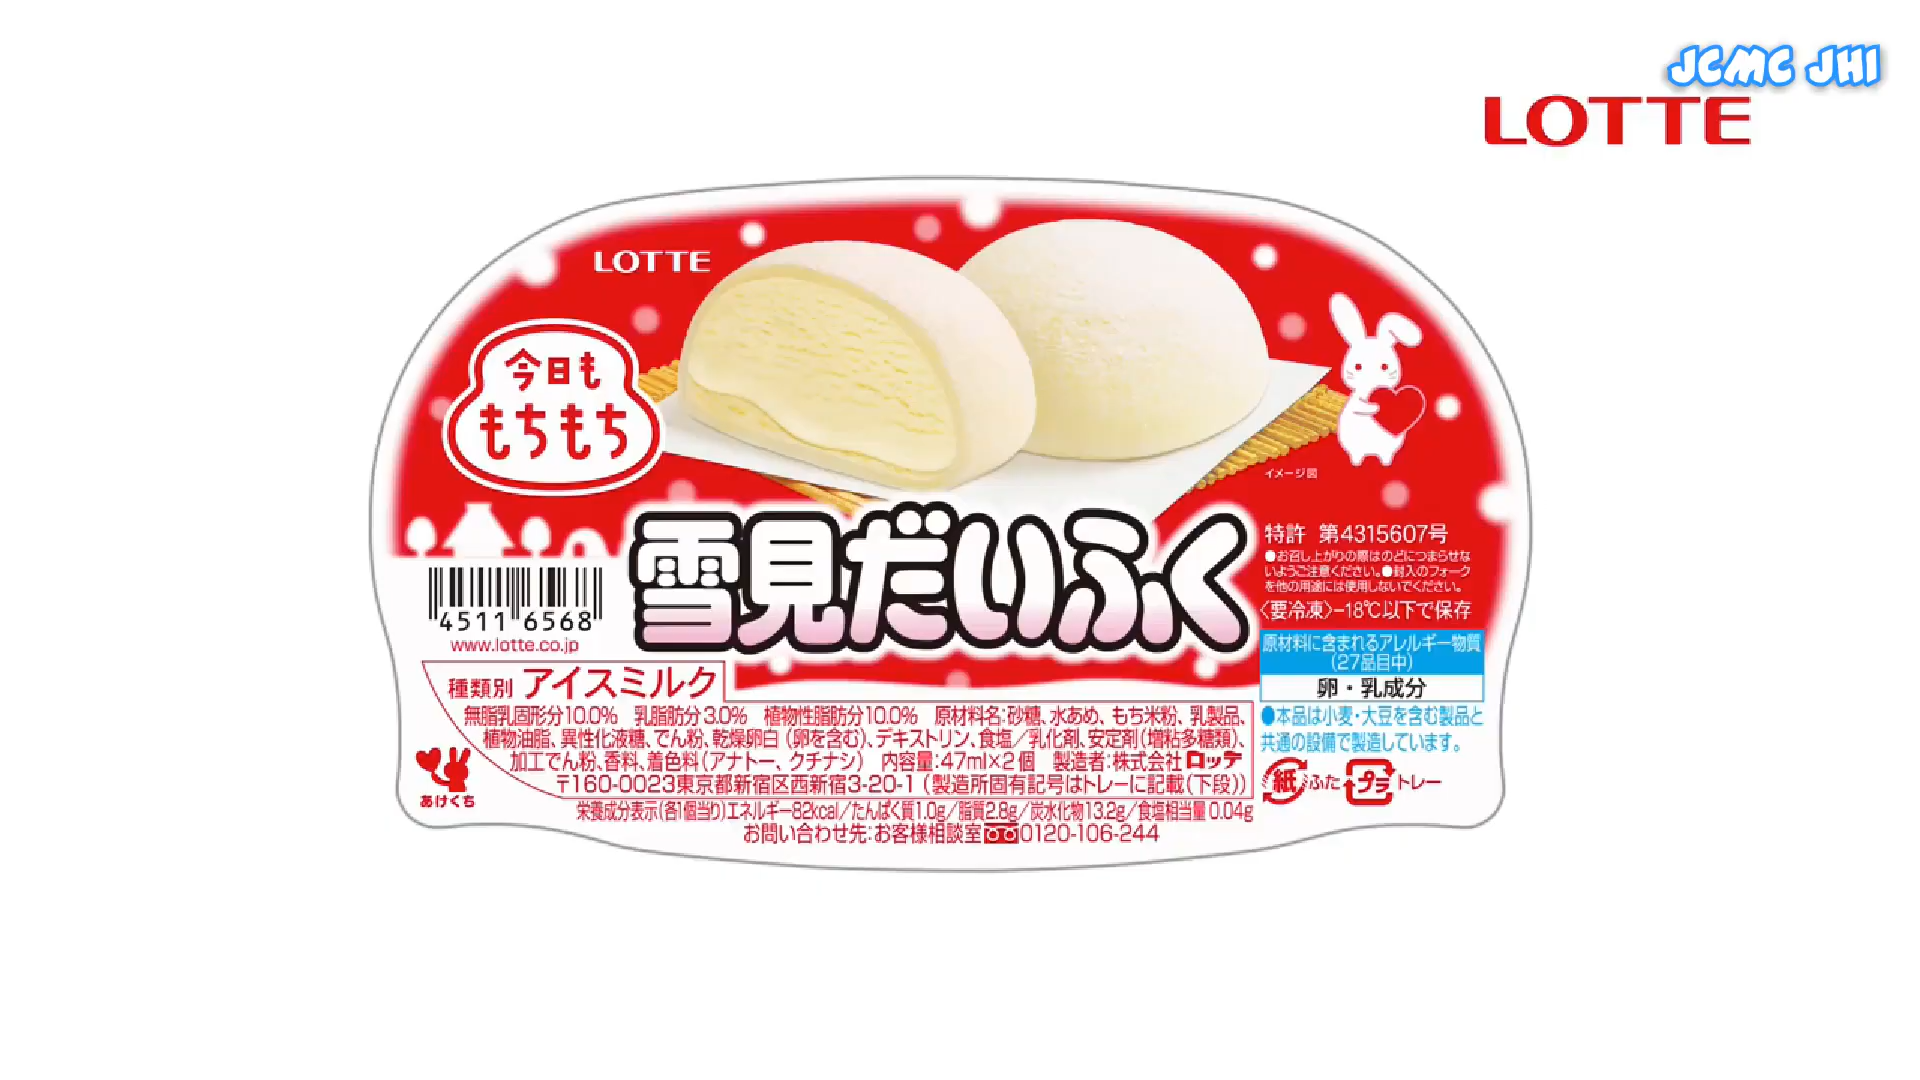 JCMC JHI
LOTTE
LOTTE
今日も
もちもち
イメージ図
雪見だいふく
特許 第4315607号
●お召し上がりの際はのどにつまらせな
いようご注意ください。●封入のフォーク
を他の用途には使用しないでください。
〈要冷凍〉-18℃以下で保存
原材料に含まれるアレルギー物質
(27品目中)
卵・乳成分
●本品は小麦・大豆を含む製品と
共通の設備で製造しています。
紙 ふた プラ トレー
4511 6568
www.lotte.co.jp
種類別 アイスミルク
無脂乳固形分10.0% 乳脂肪分3.0% 植物性脂肪分10.0% 原材料名:砂糖、水あめ、もち米粉、乳製品、
植物油脂、異性化液糖、でん粉、乾燥卵白(卵を含む)、デキストリン、食塩/乳化剤、安定剤(増粘多糖類)、
加工でん粉、香料、着色料(アナトー、クチナシ) 内容量:47ml×2個 製造者:株式会社ロッテ
〒160-0023東京都新宿区西新宿3-20-1(製造所固有記号はトレーに記載(下段))
あけくち
栄養成分表示(各1個当り)エネルギー82kcal/たんぱく質1.0g/脂質2.8g/炭水化物13.2g/食塩相当量0.04g
お問い合わせ先:お客様相談室0120-106-244